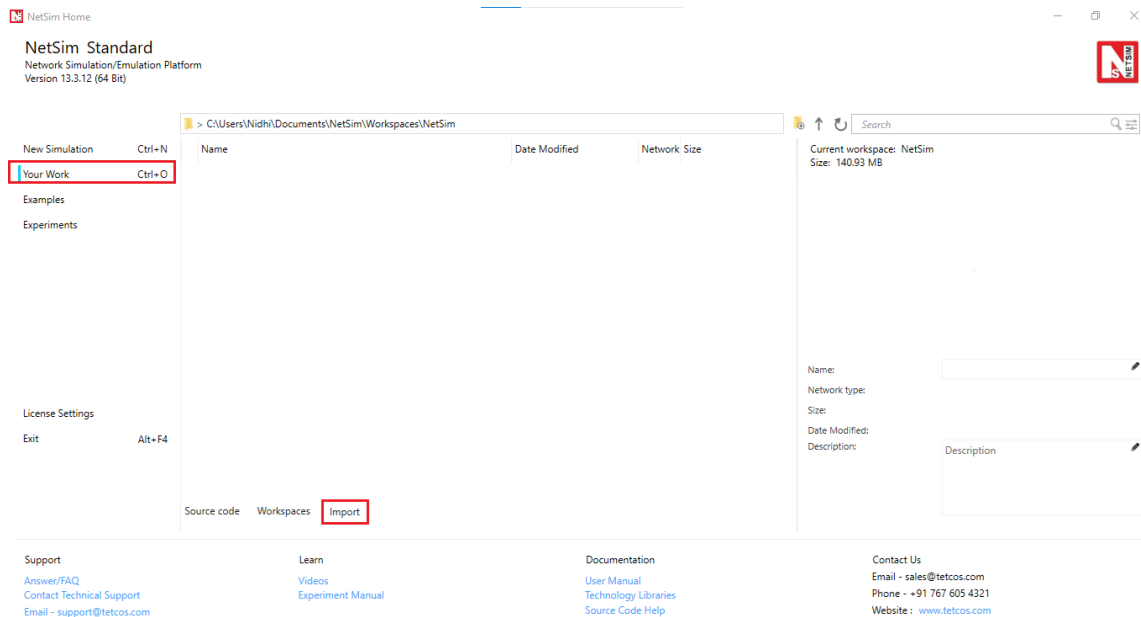 NetSim Home
NetSim Standard
Network Simulation/Emulation Platform
Version 13.3.12 (64 Bit)
NETSIM
> C:\Users\Nidhi\Documents\NetSim\Workspaces\NetSim
Search
New Simulation Ctrl+N
Your Work Ctrl+O
Examples
Experiments
License Settings
Exit Alt+F4
Name Date Modified Network Size
Current workspace: NetSim
Size: 140.93 MB
Name:
Network type:
Size:
Date Modified:
Description: Description
Source code Workspaces Import
Support
Answer/FAQ
Contact Technical Support
Email - support@tetcos.com
Learn
Videos
Experiment Manual
Documentation
User Manual
Technology Libraries
Source Code Help
Contact Us
Email - sales@tetcos.com
Phone - +91 767 605 4321
Website : www.tetcos.com